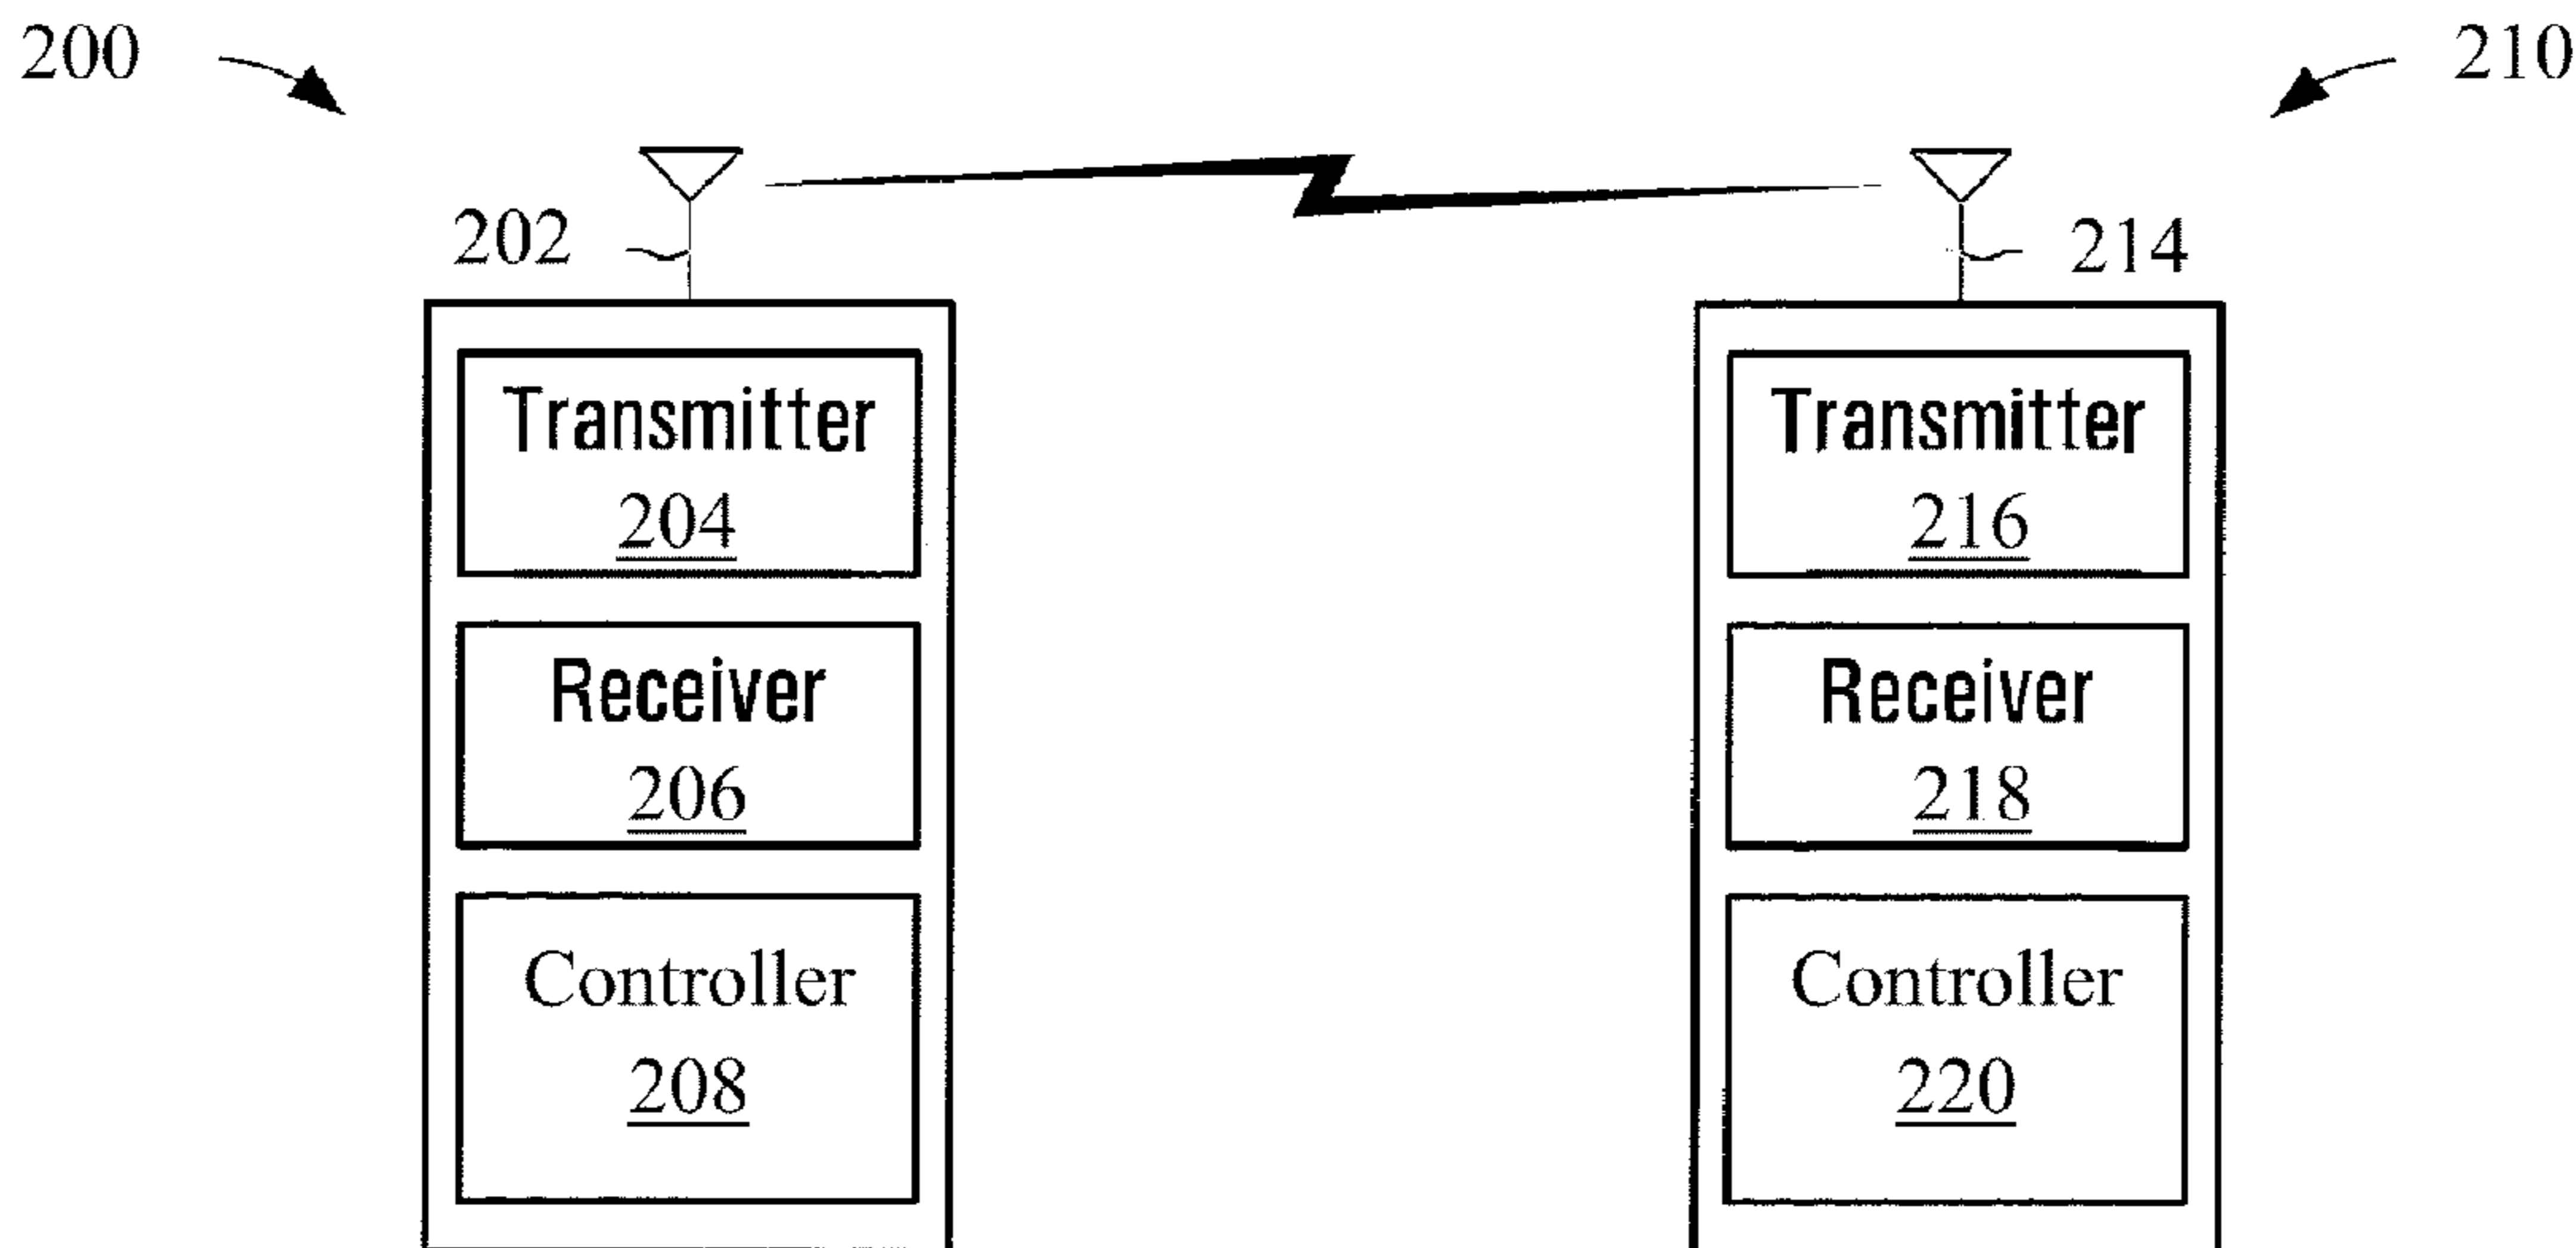 200
210
202
214
Transmitter
204
Transmitter
216
Receiver
206
Receiver
218
Controller
208
Controller
220